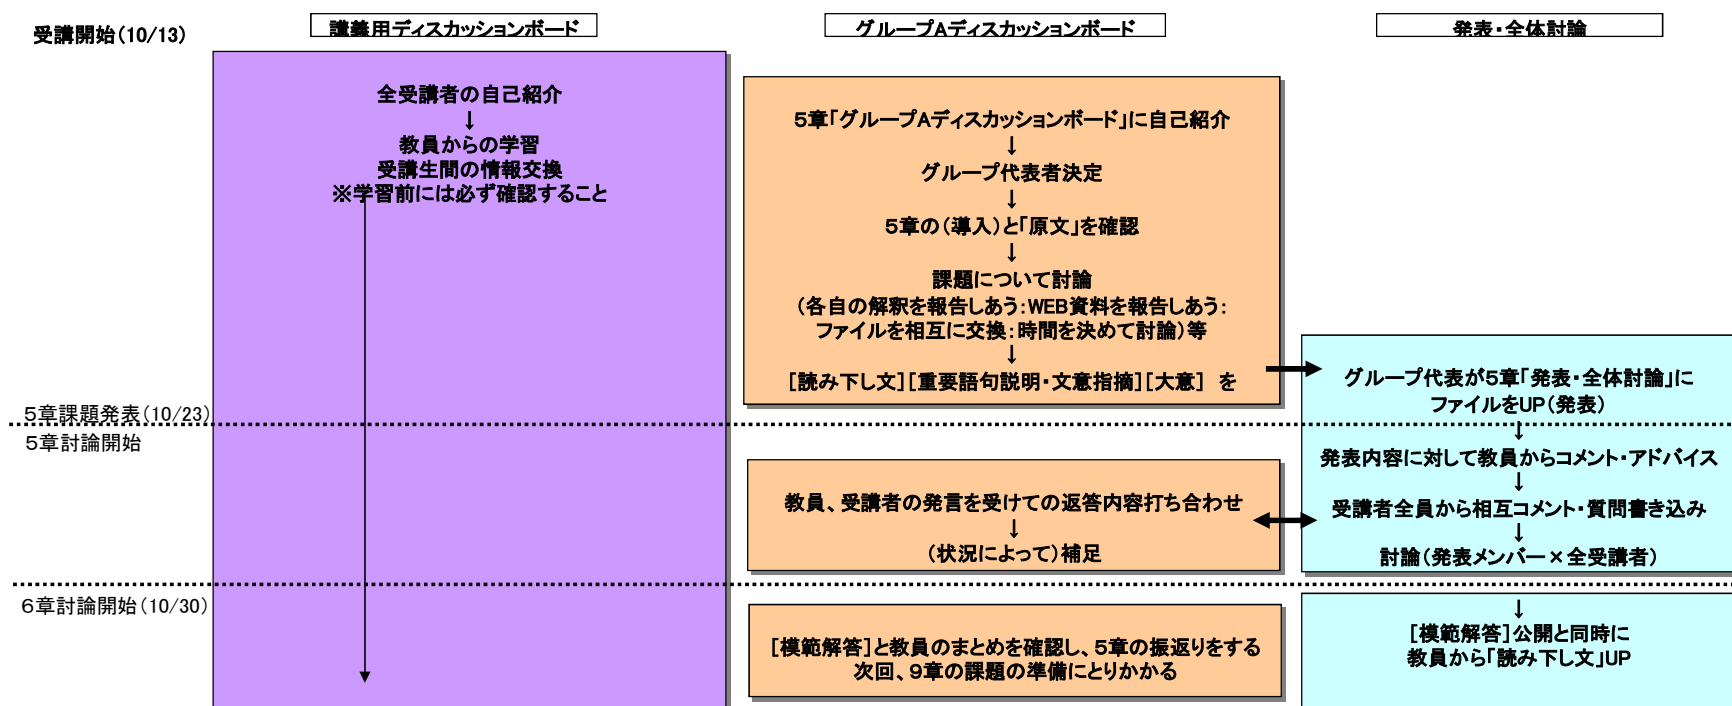 受講開始(10/13)
講義用ディスカッションボード
グループAディスカッションボード
発表・全体討論
全受講者の自己紹介
↓
教員からの学習
受講生間の情報交換
※学習前には必ず確認すること
5章「グループAディスカッションボード」に自己紹介
↓
グループ代表者決定
↓
5章の(導入)と「原文」を確認
↓
課題について討論
(各自の解釈を報告しあう:WEB資料を報告しあう:
ファイルを相互に交換:時間を決めて討論)等
↓
[読み下し文][重要語句説明・文意指摘][大意] を
グループ代表が5章「発表・全体討論」に
ファイルをUP(発表)
5章課題発表(10/23)
5章討論開始
↓
発表内容に対して教員からコメント・アドバイス
↓
受講者全員から相互コメント・質問書き込み
↓
討論(発表メンバー×全受講者)
教員、受講者の発言を受けての返答内容打ち合わせ
↓
(状況によって)補足
6章討論開始(10/30)
↓
[模範解答]公開と同時に
教員から「読み下し文」UP
[模範解答]と教員のまとめを確認し、5章の振返りをする
次回、9章の課題の準備にとりかかる